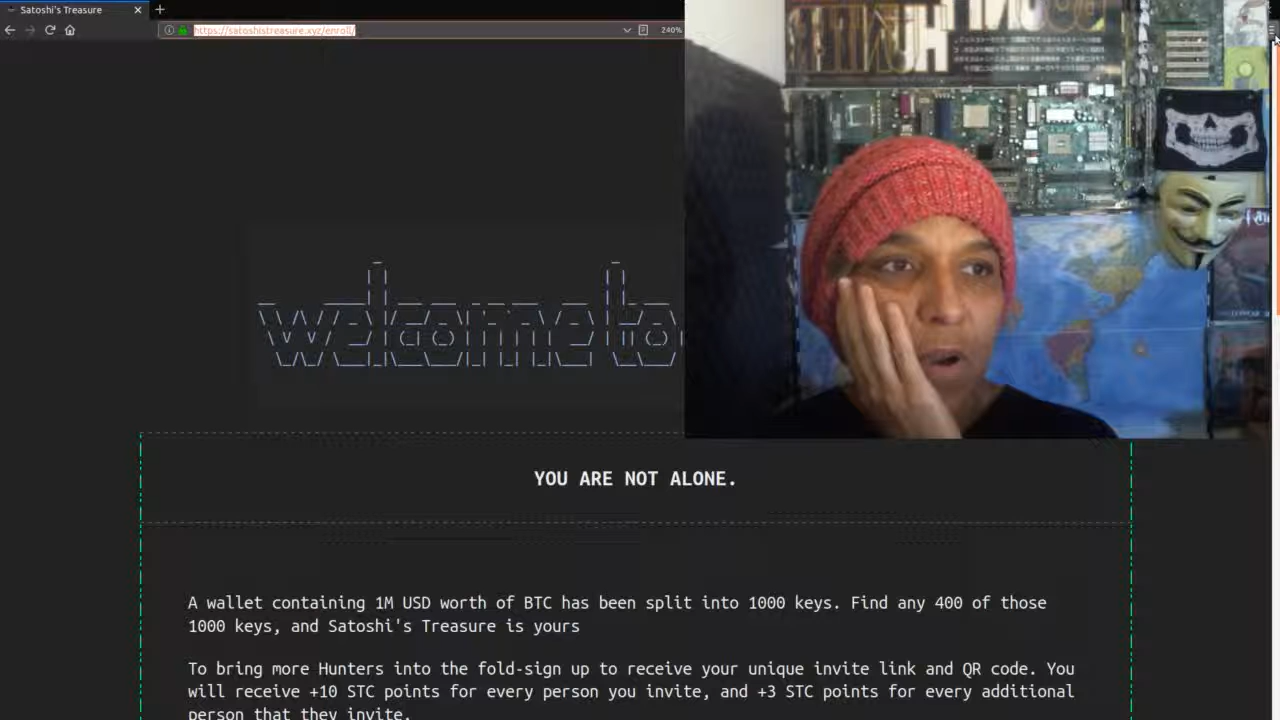 Satoshi's Treasure
https://satoshistreasure.xyz/enroll/
240%
welcome to
YOU ARE NOT ALONE.
A wallet containing 1M USD worth of BTC has been split into 1000 keys. Find any 400 of those
1000 keys, and Satoshi's Treasure is yours
To bring more Hunters into the fold-sign up to receive your unique invite link and QR code. You
will receive +10 STC points for every person you invite, and +3 STC points for every additional
person that they invite.